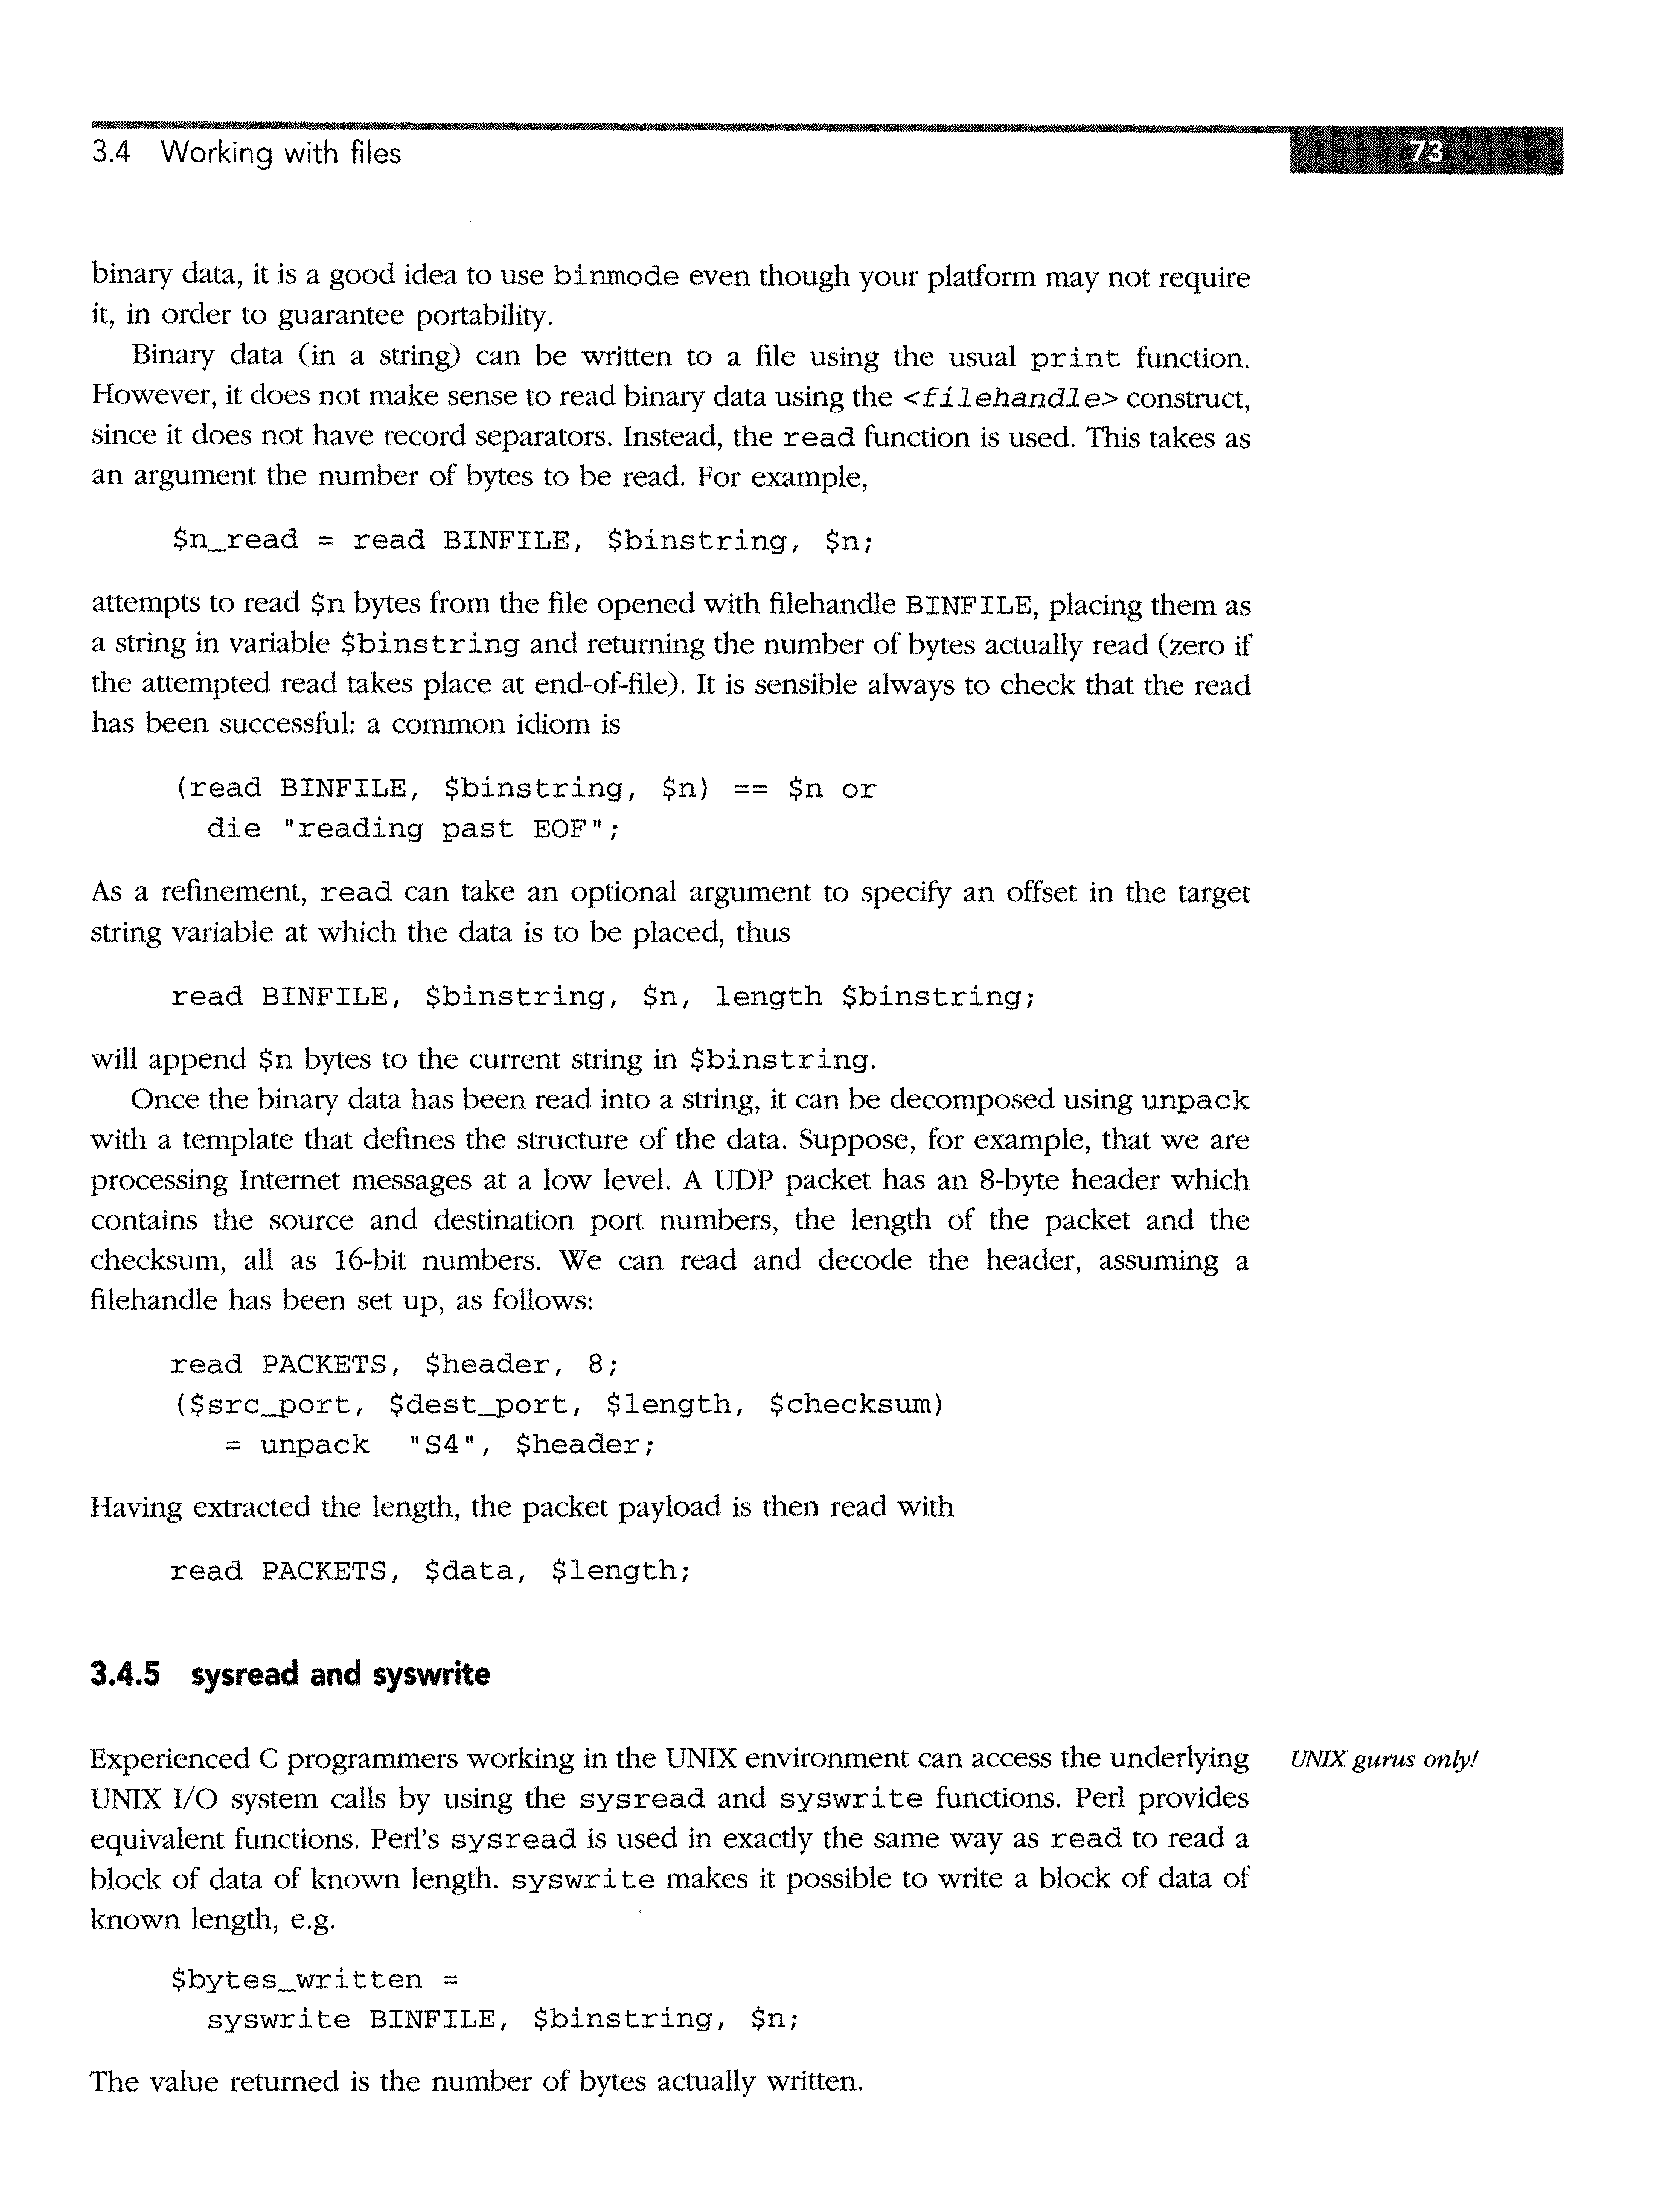 3.4 Working with files
73
binary data, it is a good idea to use binmode even though your platform may not require
it, in order to guarantee portability.
Binary data (in a string) can be written to a file using the usual print function.
However, it does not make sense to read binary data using the <filehandle> construct,
since it does not have record separators. Instead, the read function is used. This takes as
an argument the number of bytes to be read. For example,
$n_read = read BINFILE, $binstring, $n;
attempts to read $n bytes from the file opened with filehandle BINFILE, placing them as
a string in variable $binstring and returning the number of bytes actually read (zero if
the attempted read takes place at end-of-file). It is sensible always to check that the read
has been successful: a common idiom is
(read BINFILE, $binstring, $n) == $n or
die "reading past EOF";
As a refinement, read can take an optional argument to specify an offset in the target
string variable at which the data is to be placed, thus
read BINFILE, $binstring, $n, length $binstring;
will append $n bytes to the current string in $binstring.
Once the binary data has been read into a string, it can be decomposed using unpack
with a template that defines the structure of the data. Suppose, for example, that we are
processing Internet messages at a low level. A UDP packet has an 8-byte header which
contains the source and destination port numbers, the length of the packet and the
checksum, all as 16-bit numbers. We can read and decode the header, assuming a
filehandle has been set up, as follows:
read PACKETS, $header, 8;
($src_port, $dest_port, $length, $checksum)
= unpack "S4", $header;
Having extracted the length, the packet payload is then read with
read PACKETS, $data, $length;
3.4.5 sysread and syswrite
Experienced C programmers working in the UNIX environment can access the underlying
UNIX gurus only!
UNIX I/O system calls by using the sysread and syswrite functions. Perl provides
equivalent functions. Perl's sysread is used in exactly the same way as read to read a
block of data of known length. syswrite makes it possible to write a block of data of
known length, e.g.
$bytes_written =
syswrite BINFILE, $binstring, $n;
The value returned is the number of bytes actually written.